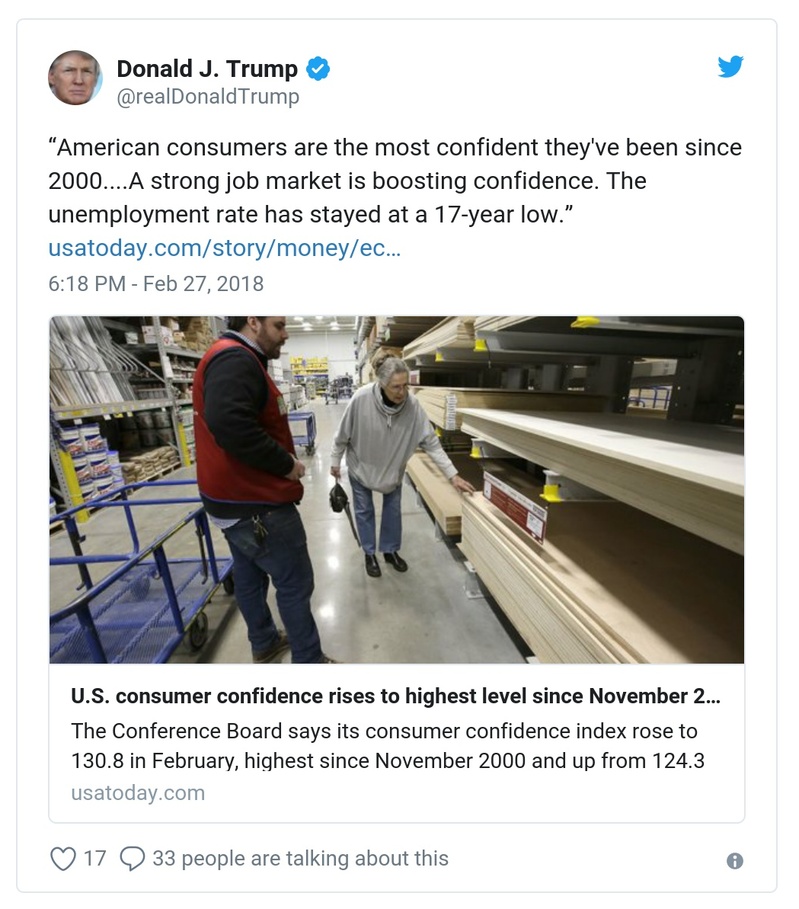 Donald J. Trump
@realDonaldTrump
“American consumers are the most confident they've been since
2000....A strong job market is boosting confidence. The
unemployment rate has stayed at a 17-year low.”
usatoday.com/story/money/ec…
6:18 PM - Feb 27, 2018
U.S. consumer confidence rises to highest level since November 2…
The Conference Board says its consumer confidence index rose to
130.8 in February, highest since November 2000 and up from 124.3
usatoday.com
17 33 people are talking about this